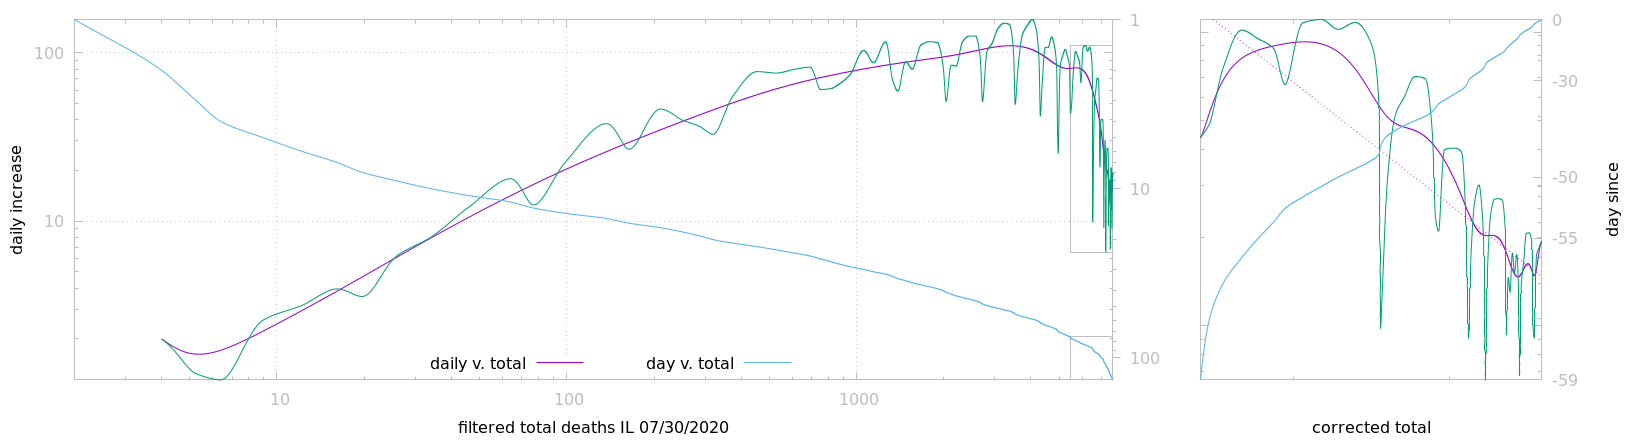 100
10
daily increase
daily v. total
day v. total
10
100
1000
filtered total deaths IL 07/30/2020
1
10
100
0
-30
-50
-55
-59
day since
corrected total